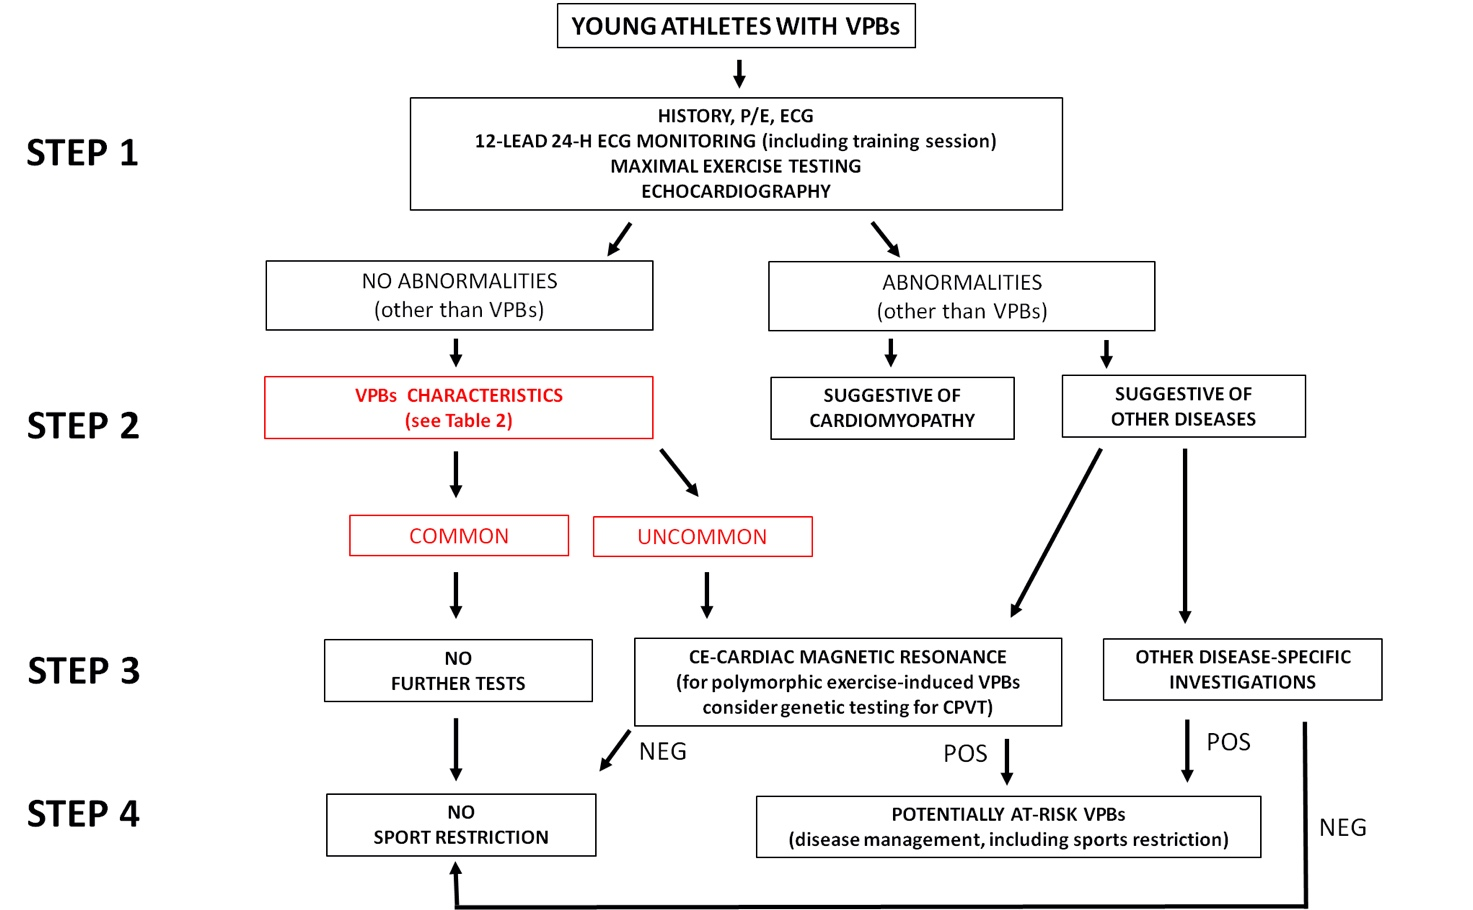 YOUNG ATHLETES WITH VPBs
STEP 1
HISTORY, P/E, ECG
12-LEAD 24-H ECG MONITORING (including training session)
MAXIMAL EXERCISE TESTING
ECHOCARDIOGRAPHY
NO ABNORMALITIES
(other than VPBs)
ABNORMALITIES
(other than VPBs)
STEP 2
VPBs CHARACTERISTICS
(see Table 2)
SUGGESTIVE OF
CARDIOMYOPATHY
SUGGESTIVE OF
OTHER DISEASES
COMMON
UNCOMMON
STEP 3
NO
FURTHER TESTS
CE-CARDIAC MAGNETIC RESONANCE
(for polymorphic exercise-induced VPBs
consider genetic testing for CPVT)
OTHER DISEASE-SPECIFIC
INVESTIGATIONS
NEG
POS
POS
STEP 4
NO
SPORT RESTRICTION
POTENTIALLY AT-RISK VPBs
(disease management, including sports restriction)
NEG